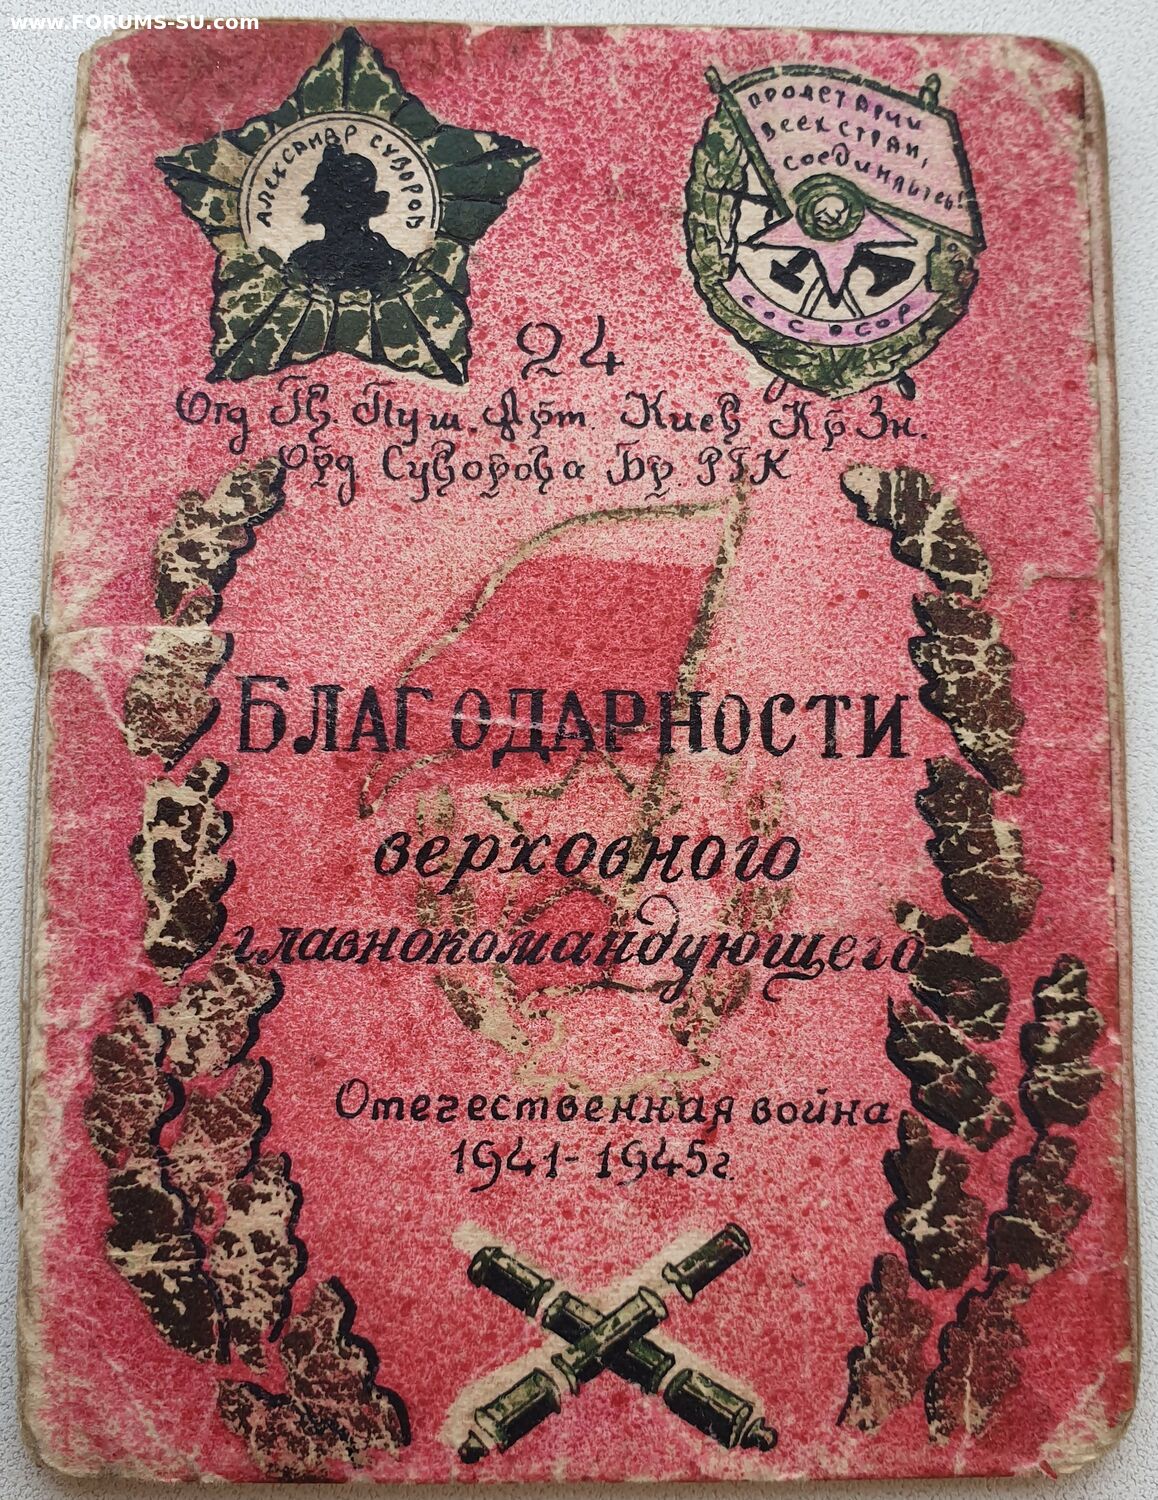 www.FORUMS-SU.com
АЛЕКСАНДР СУВОРОВ
ПРОЛЕТАРИИ
Всех стран,
соединяйтесь!
СССР
24
Отд Гв. Пуш. Арт. Киев Кр Зн.
Орд Суворова Бр. РГК
БЛАГОДАРНОСТИ
верховного
главнокомандующего
Отечественная война
1941-1945г.